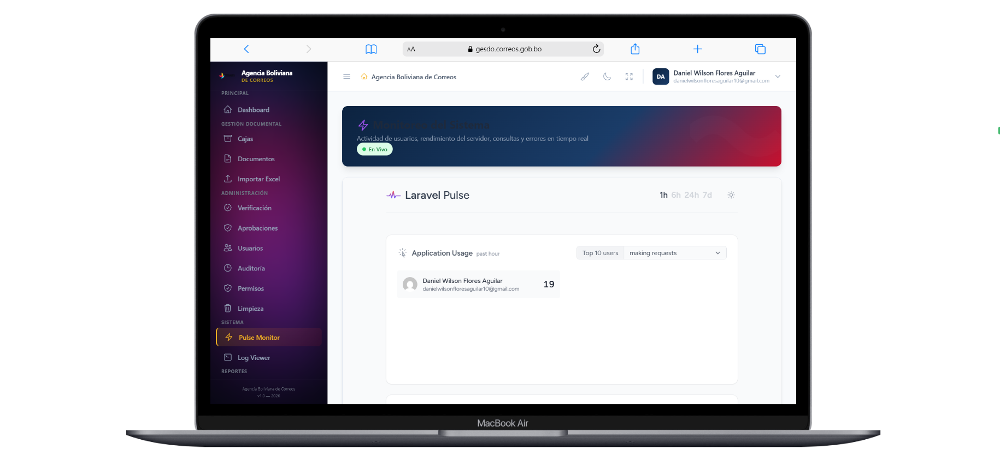 AA gesdo.correos.gob.bo
Agencia Boliviana
DE CORREOS
PRINCIPAL
Dashboard
GESTIÓN DOCUMENTAL
Cajas
Documentos
Importar Excel
ADMINISTRACIÓN
Verificación
Aprobaciones
Usuarios
Auditoría
Permisos
Limpieza
SISTEMA
Pulse Monitor
Log Viewer
REPORTES
Agencia Boliviana de Correos
v1.0 — 2026
Agencia Boliviana de Correos
DA
Daniel Wilson Flores Aguilar
danielwilsonfloresaguilar10@gmail.com
Monitoreo del Sistema
Actividad de usuarios, rendimiento del servidor, consultas y errores en tiempo real
En Vivo
Laravel Pulse
1h 6h 24h 7d
Application Usage past hour
Top 10 users making requests
Daniel Wilson Flores Aguilar
danielwilsonfloresaguilar10@gmail.com
19
MacBook Air